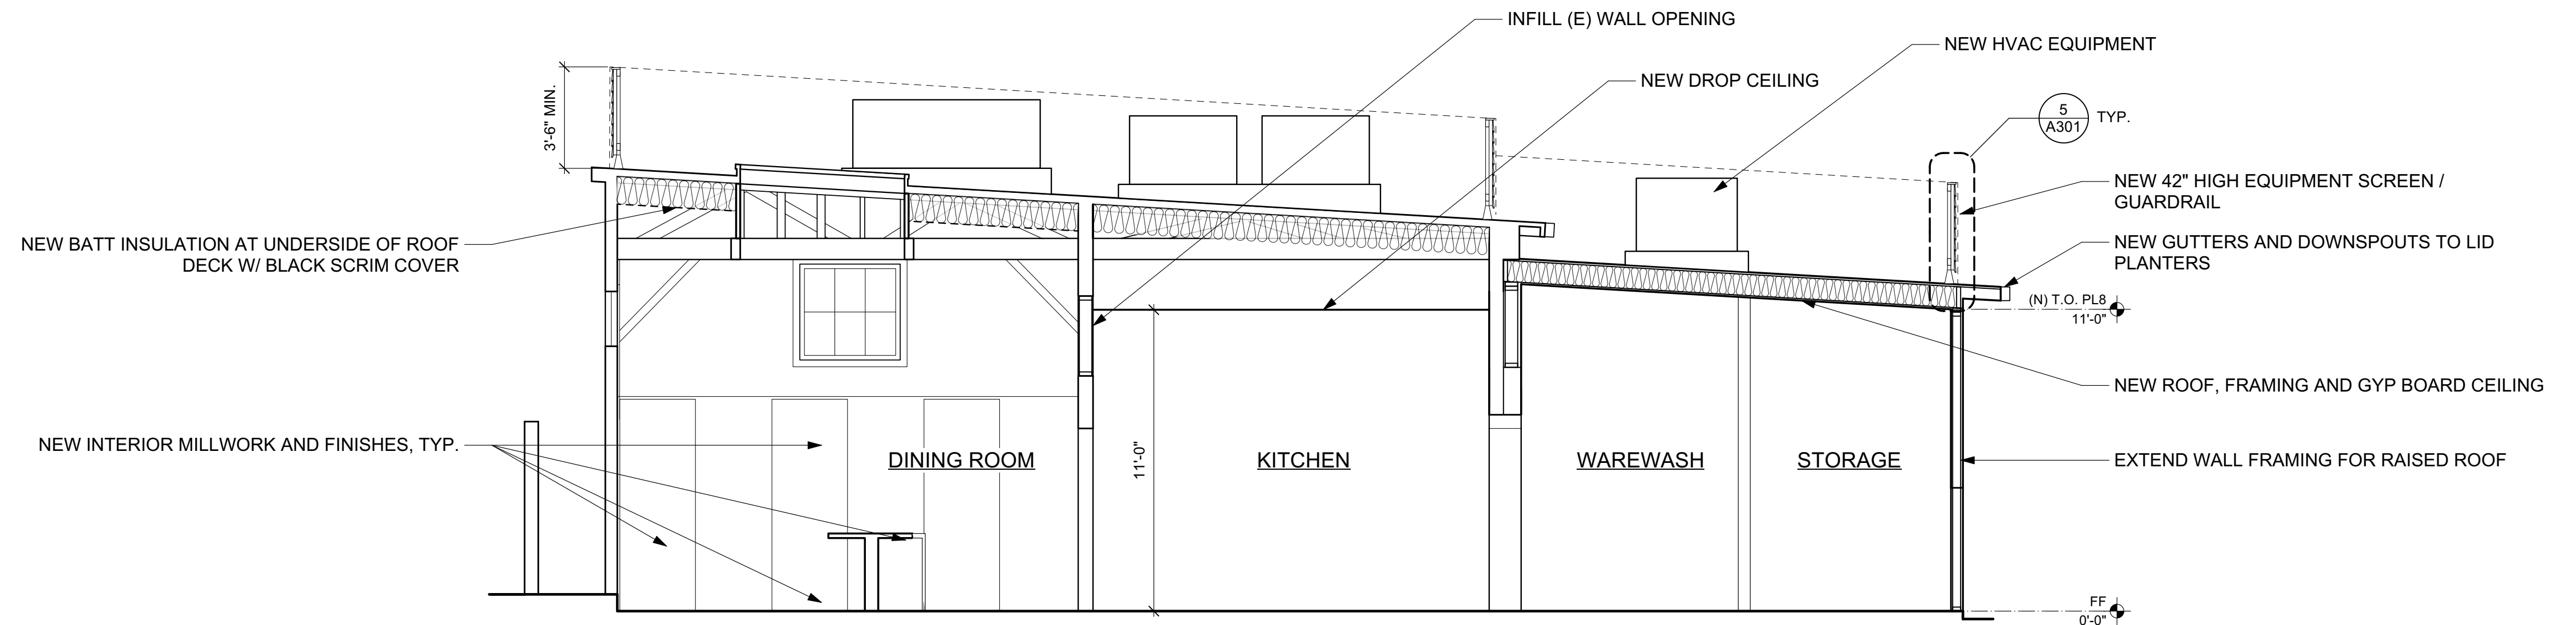 INFILL (E) WALL OPENING
NEW HVAC EQUIPMENT
NEW DROP CEILING
3'-6" MIN.
5
A301
TYP.
NEW 42" HIGH EQUIPMENT SCREEN /
GUARDRAIL
NEW BATT INSULATION AT UNDERSIDE OF ROOF
DECK W/ BLACK SCRIM COVER
NEW GUTTERS AND DOWNSPOUTS TO LID
PLANTERS
(N) T.O. PL8
11'-0"
NEW ROOF, FRAMING AND GYP BOARD CEILING
NEW INTERIOR MILLWORK AND FINISHES, TYP.
DINING ROOM
11'-0"
KITCHEN
WAREWASH
STORAGE
EXTEND WALL FRAMING FOR RAISED ROOF
FF
0'-0"